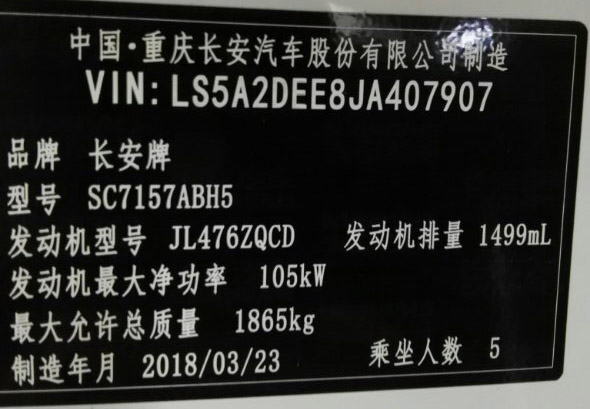 中国·重庆长安汽车股份有限公司制造
VIN: LS5A2DEE8JA407907
品牌 长安牌
型号 SC7157ABH5
发动机型号 JL476ZQCD 发动机排量 1499mL
发动机最大净功率 105kW
最大允许总质量 1865kg
制造年月 2018/03/23 乘坐人数 5